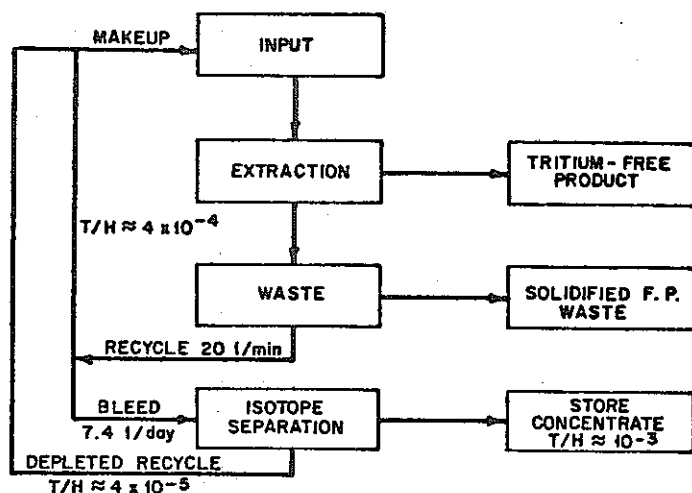 MAKEUP
INPUT
EXTRACTION
TRITIUM-FREE
PRODUCT
T/H ≈ 4 x 10⁻⁴
WASTE
SOLIDIFIED F. P.
WASTE
RECYCLE 20 l/min
BLEED
7.4 l/day
ISOTOPE
SEPARATION
STORE
CONCENTRATE
T/H ≈ 10⁻³
DEPLETED RECYCLE
T/H ≈ 4 x 10⁻⁵